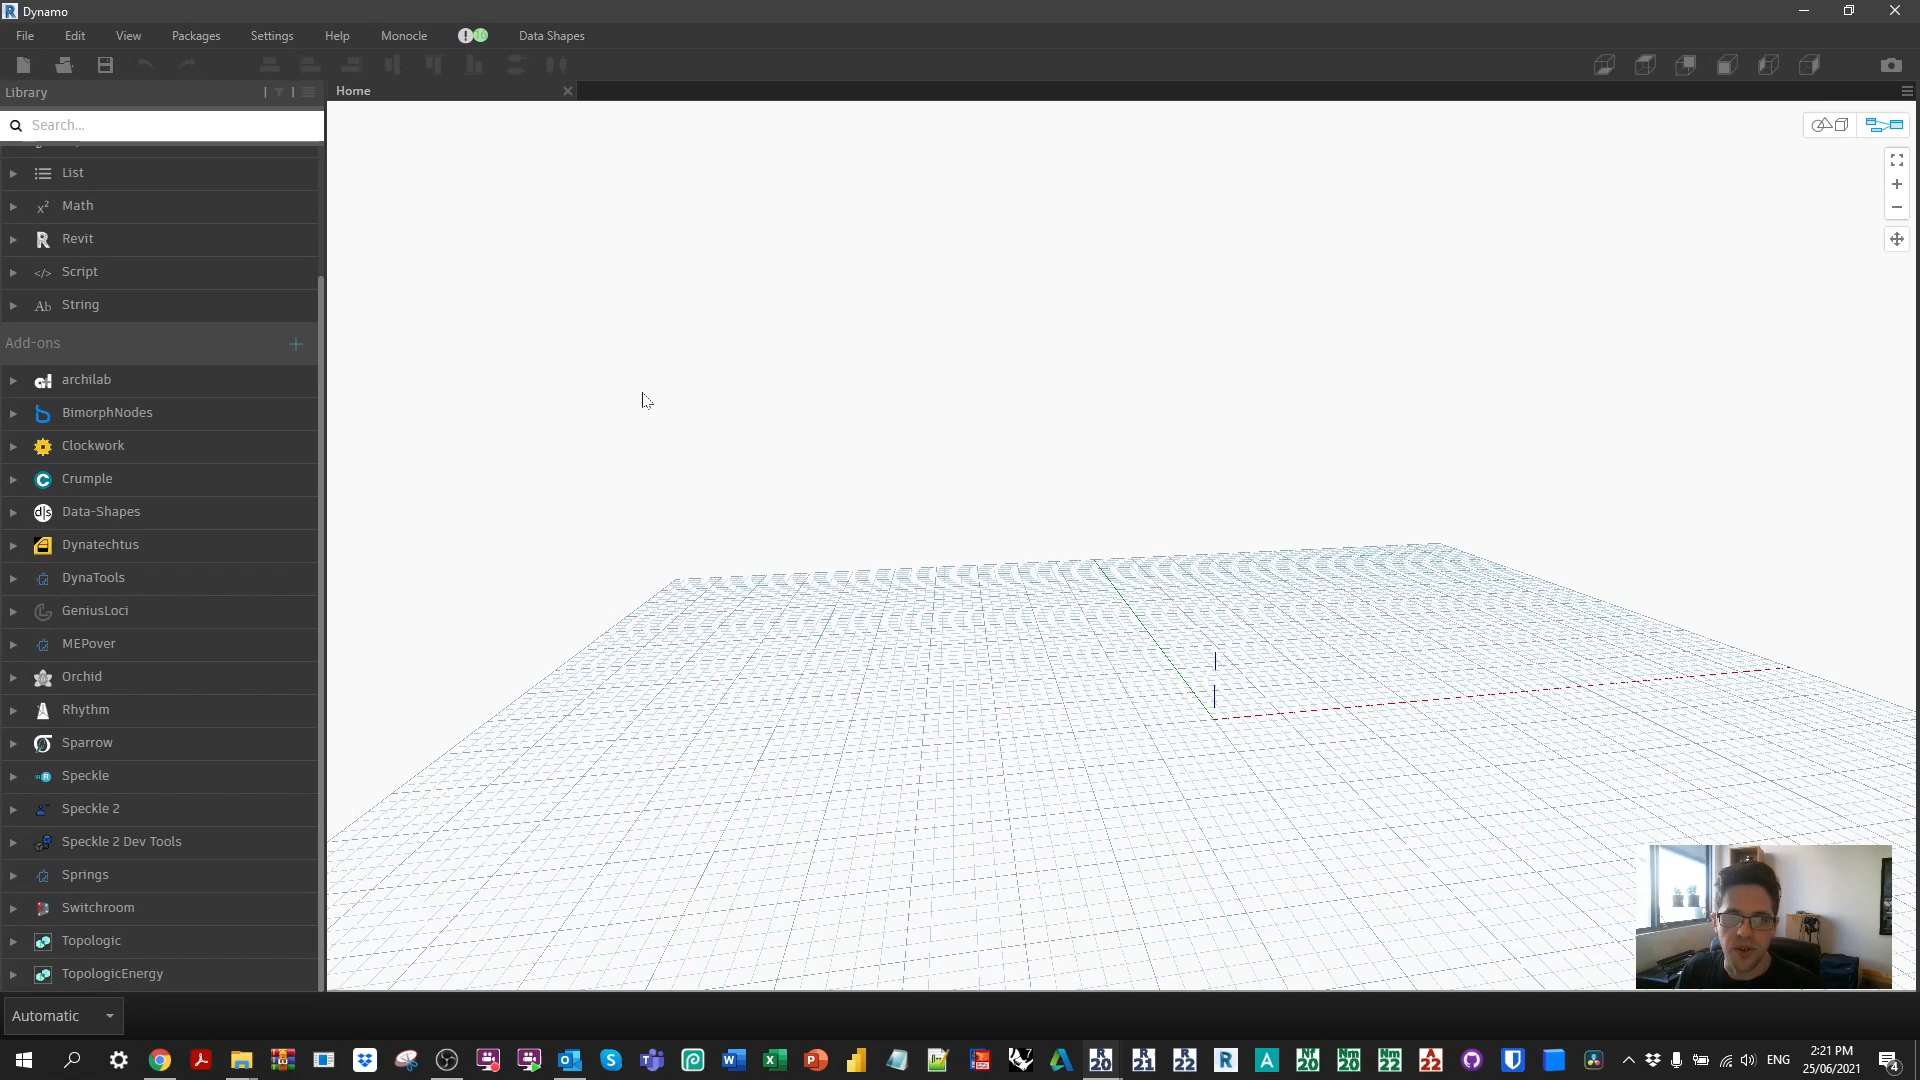 Dynamo
File Edit View Packages Settings Help Monocle Data Shapes
Library
Home
Search...
List
Math
Revit
Script
Ab String
Add-ons
archilab
BimorphNodes
Clockwork
Crumple
Data-Shapes
Dynatechtus
DynaTools
GeniusLoci
MEPover
Orchid
Rhythm
Sparrow
Speckle
Speckle 2
Speckle 2 Dev Tools
Springs
Switchroom
Topologic
TopologicEnergy
Automatic
ENG
2:21 PM
25/06/2021